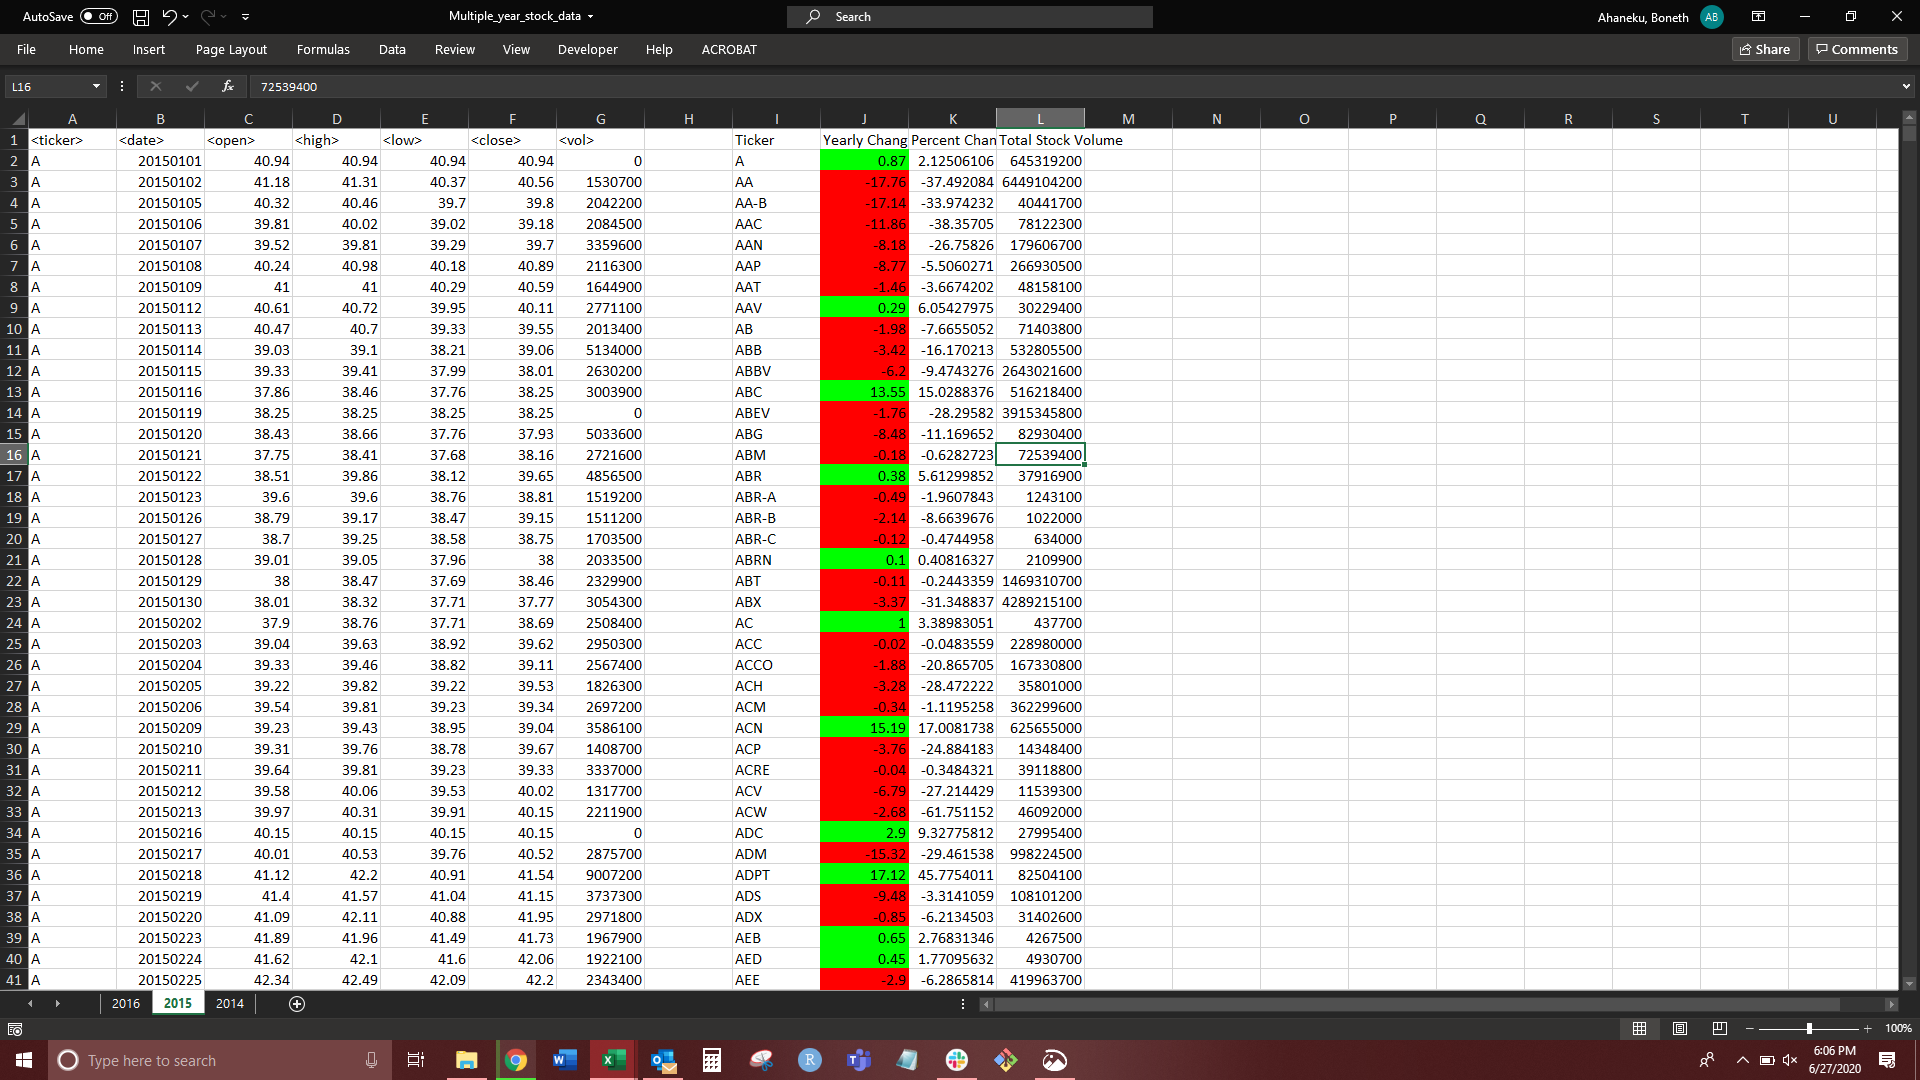 AutoSave Off Multiple_year_stock_data Search Ahaneku, Boneth AB
File Home Insert Page Layout Formulas Data Review View Developer Help ACROBAT Share Comments
L16 fx 72539400
A B C D E F G H I J K L M N O P Q R S T U
1 <ticker> <date> <open> <high> <low> <close> <vol> Ticker Yearly Chang Percent Chan Total Stock Volume
2 A 20150101 40.94 40.94 40.94 40.94 0 A 0.87 2.12506106 645319200
3 A 20150102 41.18 41.31 40.37 40.56 1530700 AA -17.76 -37.492084 6449104200
4 A 20150105 40.32 40.46 39.7 39.8 2042200 AA-B -17.14 -33.974232 40441700
5 A 20150106 39.81 40.02 39.02 39.18 2084500 AAC -11.86 -38.35705 78122300
6 A 20150107 39.52 39.81 39.29 39.7 3359600 AAN -8.18 -26.75826 179606700
7 A 20150108 40.24 40.98 40.18 40.89 2116300 AAP -8.77 -5.5060271 266930500
8 A 20150109 41 41 40.29 40.59 1644900 AAT -1.46 -3.6674202 48158100
9 A 20150112 40.61 40.72 39.95 40.11 2771100 AAV 0.29 6.05427975 30229400
10 A 20150113 40.47 40.7 39.33 39.55 2013400 AB -1.98 -7.6655052 71403800
11 A 20150114 39.03 39.1 38.21 39.06 5134000 ABB -3.42 -16.170213 532805500
12 A 20150115 39.33 39.41 37.99 38.01 2630200 ABBV -6.2 -9.4743276 2643021600
13 A 20150116 37.86 38.46 37.76 38.25 3003900 ABC 13.55 15.0288376 516218400
14 A 20150119 38.25 38.25 38.25 38.25 0 ABEV -1.76 -28.29582 3915345800
15 A 20150120 38.43 38.66 37.76 37.93 5033600 ABG -8.48 -11.169652 82930400
16 A 20150121 37.75 38.41 37.68 38.16 2721600 ABM -0.18 -0.6282723 72539400
17 A 20150122 38.51 39.86 38.12 39.65 4856500 ABR 0.38 5.61299852 37916900
18 A 20150123 39.6 39.6 38.76 38.81 1519200 ABR-A -0.49 -1.9607843 1243100
19 A 20150126 38.79 39.17 38.47 39.15 1511200 ABR-B -2.14 -8.6639676 1022000
20 A 20150127 38.7 39.25 38.58 38.75 1703500 ABR-C -0.12 -0.4744958 634000
21 A 20150128 39.01 39.05 37.96 38 2033500 ABRN 0.1 0.40816327 2109900
22 A 20150129 38 38.47 37.69 38.46 2329900 ABT -0.11 -0.2443359 1469310700
23 A 20150130 38.01 38.32 37.71 37.77 3054300 ABX -3.37 -31.348837 4289215100
24 A 20150202 37.9 38.76 37.71 38.69 2508400 AC 1 3.38983051 437700
25 A 20150203 39.04 39.63 38.92 39.62 2950300 ACC -0.02 -0.0483559 228980000
26 A 20150204 39.33 39.46 38.82 39.11 2567400 ACCO -1.88 -20.865705 167330800
27 A 20150205 39.22 39.82 39.22 39.53 1826300 ACH -3.28 -28.472222 35801000
28 A 20150206 39.54 39.81 39.23 39.34 2697200 ACM -0.34 -1.1195258 362299600
29 A 20150209 39.23 39.43 38.95 39.04 3586100 ACN 15.19 17.0081738 625655000
30 A 20150210 39.31 39.76 38.78 39.67 1408700 ACP -3.76 -24.884183 14348400
31 A 20150211 39.64 39.81 39.23 39.33 3337000 ACRE -0.04 -0.3484321 39118800
32 A 20150212 39.58 40.06 39.53 40.02 1317700 ACV -6.79 -27.214429 11539300
33 A 20150213 39.97 40.31 39.91 40.15 2211900 ACW -2.68 -61.751152 46092000
34 A 20150216 40.15 40.15 40.15 40.15 0 ADC 2.9 9.32775812 27995400
35 A 20150217 40.01 40.53 39.76 40.52 2875700 ADM -15.32 -29.461538 998224500
36 A 20150218 41.12 42.2 40.91 41.54 9007200 ADPT 17.12 45.7754011 82504100
37 A 20150219 41.4 41.57 41.04 41.15 3737300 ADS -9.48 -3.3141059 108101200
38 A 20150220 41.09 42.11 40.88 41.95 2971800 ADX -0.85 -6.2134503 31402600
39 A 20150223 41.89 41.96 41.49 41.73 1967900 AEB 0.65 2.76831346 4267500
40 A 20150224 41.62 42.1 41.6 42.06 1922100 AED 0.45 1.77095632 4930700
41 A 20150225 42.34 42.49 42.09 42.2 2343400 AEE -2.9 -6.2865814 419963700
2016 2015 2014
100%
Type here to search 6:06 PM
6/27/2020